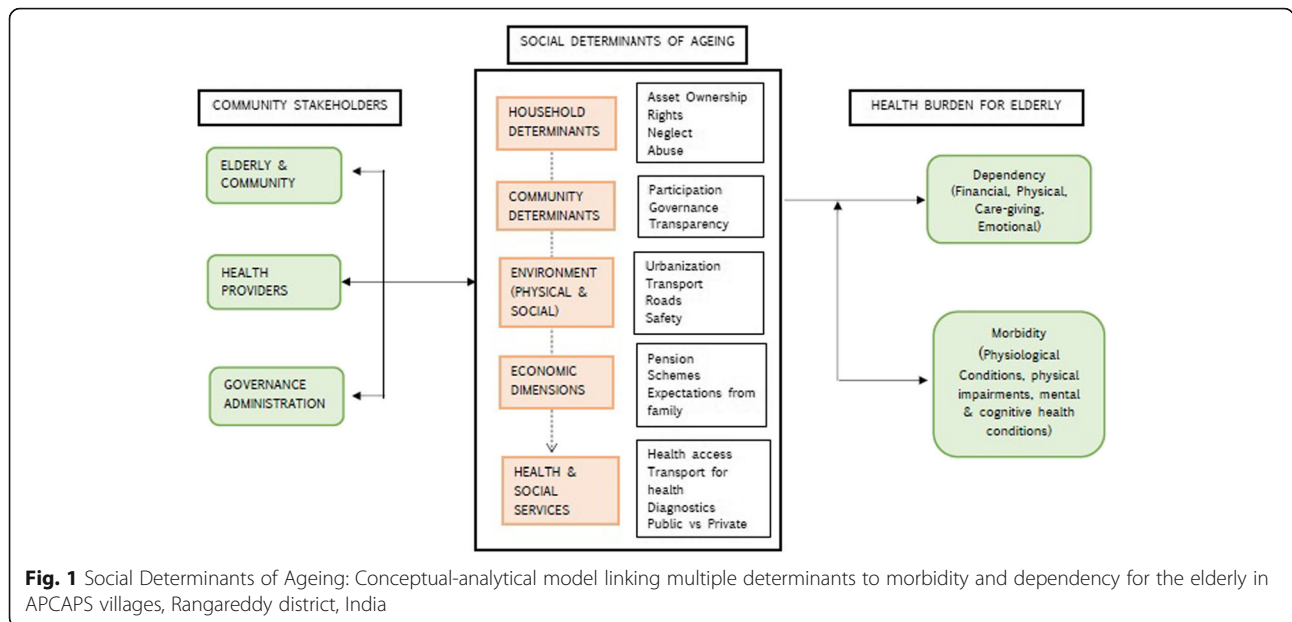 SOCIAL DETERMINANTS OF AGEING
COMMUNITY STAKEHOLDERS
ELDERLY &
COMMUNITY
HEALTH
PROVIDERS
GOVERNANCE
ADMINISTRATION
HOUSEHOLD
DETERMINANTS
Asset Ownership
Rights
Neglect
Abuse
COMMUNITY
DETERMINANTS
Participation
Governance
Transparency
ENVIRONMENT
(PHYSICAL &
SOCIAL)
Urbanization
Transport
Roads
Safety
ECONOMIC
DIMENSIONS
Pension
Schemes
Expectations from
family
HEALTH &
SOCIAL
SERVICES
Health access
Transport for
health
Diagnostics
Public vs Private
HEALTH BURDEN FOR ELDERLY
Dependency
(Financial, Physical,
Care-giving,
Emotional)
Morbidity
(Physiological
Conditions, physical
impairments, mental
& cognitive health
conditions)
Fig. 1 Social Determinants of Ageing: Conceptual-analytical model linking multiple determinants to morbidity and dependency for the elderly in
APCAPS villages, Rangareddy district, India